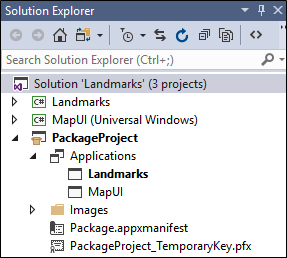 Solution Explorer
Search Solution Explorer (Ctrl+;)
Solution 'Landmarks' (3 projects)
C# Landmarks
C# MapUI (Universal Windows)
PackageProject
Applications
Landmarks
MapUI
Images
Package.appxmanifest
PackageProject_TemporaryKey.pfx